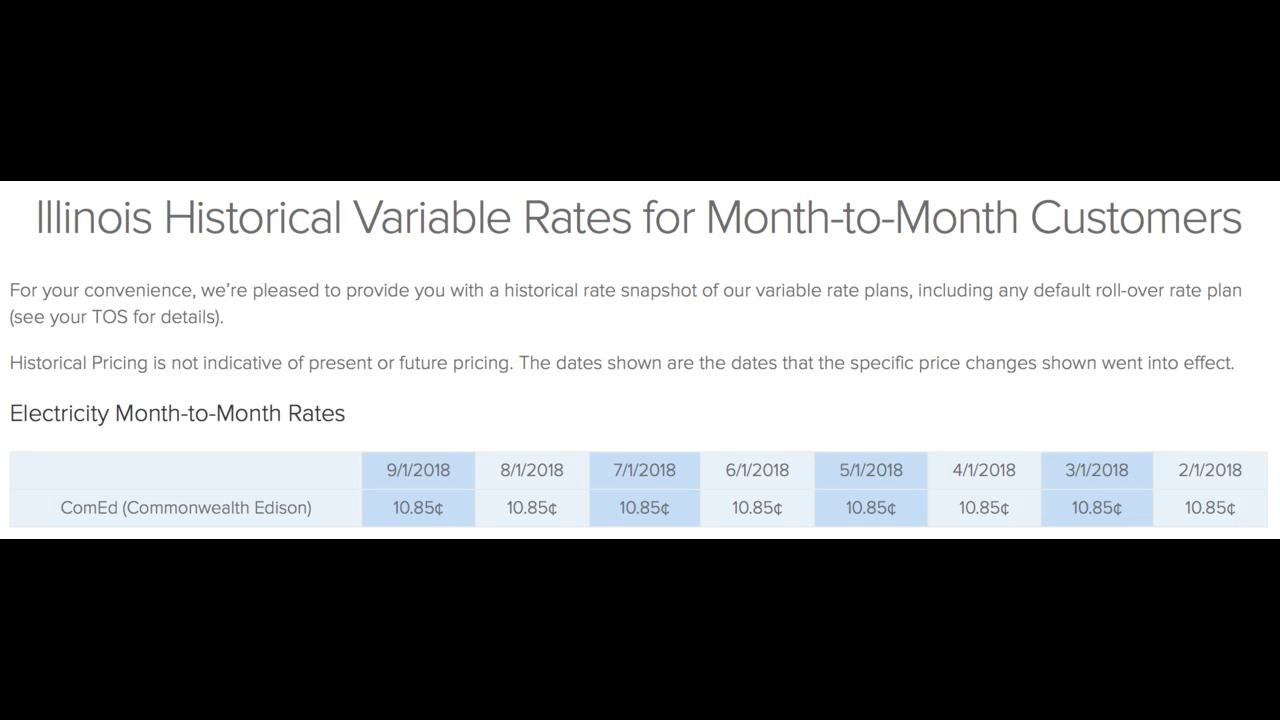 Illinois Historical Variable Rates for Month-to-Month Customers
For your convenience, we’re pleased to provide you with a historical rate snapshot of our variable rate plans, including any default roll-over rate plan
(see your TOS for details).
Historical Pricing is not indicative of present or future pricing. The dates shown are the dates that the specific price changes shown went into effect.
Electricity Month-to-Month Rates
9/1/2018 8/1/2018 7/1/2018 6/1/2018 5/1/2018 4/1/2018 3/1/2018 2/1/2018
ComEd (Commonwealth Edison) 10.85¢ 10.85¢ 10.85¢ 10.85¢ 10.85¢ 10.85¢ 10.85¢ 10.85¢